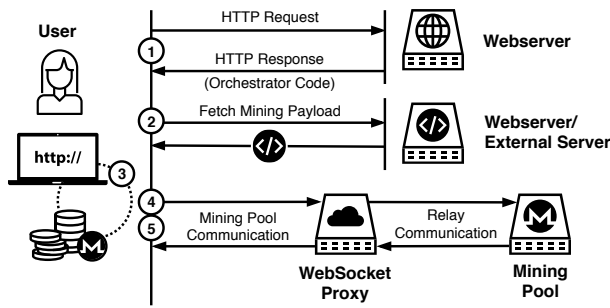 User
HTTP Request
1
HTTP Response
(Orchestrator Code)
Webserver
2
Fetch Mining Payload
</>
</>
Webserver/
External Server
http://
3
4
5
Mining Pool
Communication
Relay
Communication
WebSocket
Proxy
Mining
Pool